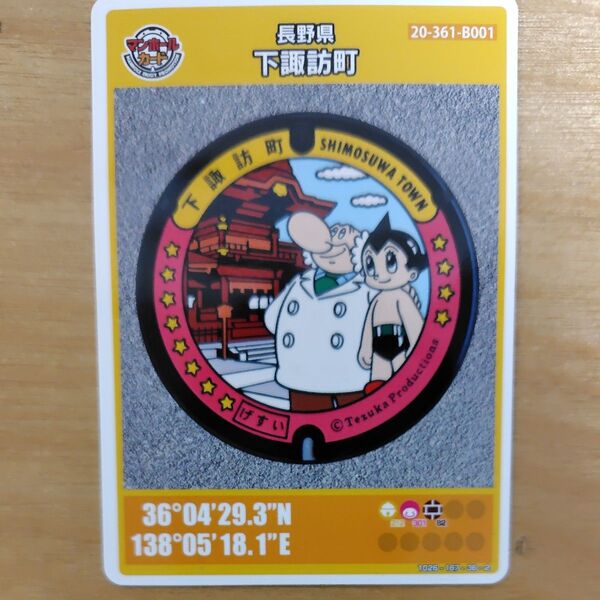 マンホール
カード
長野県
下諏訪町
20-361-B001
下諏訪町
SHIMOSUWA TOWN
げすい
© Tezuka Productions
36°04'29.3"N
138°05'18.1"E